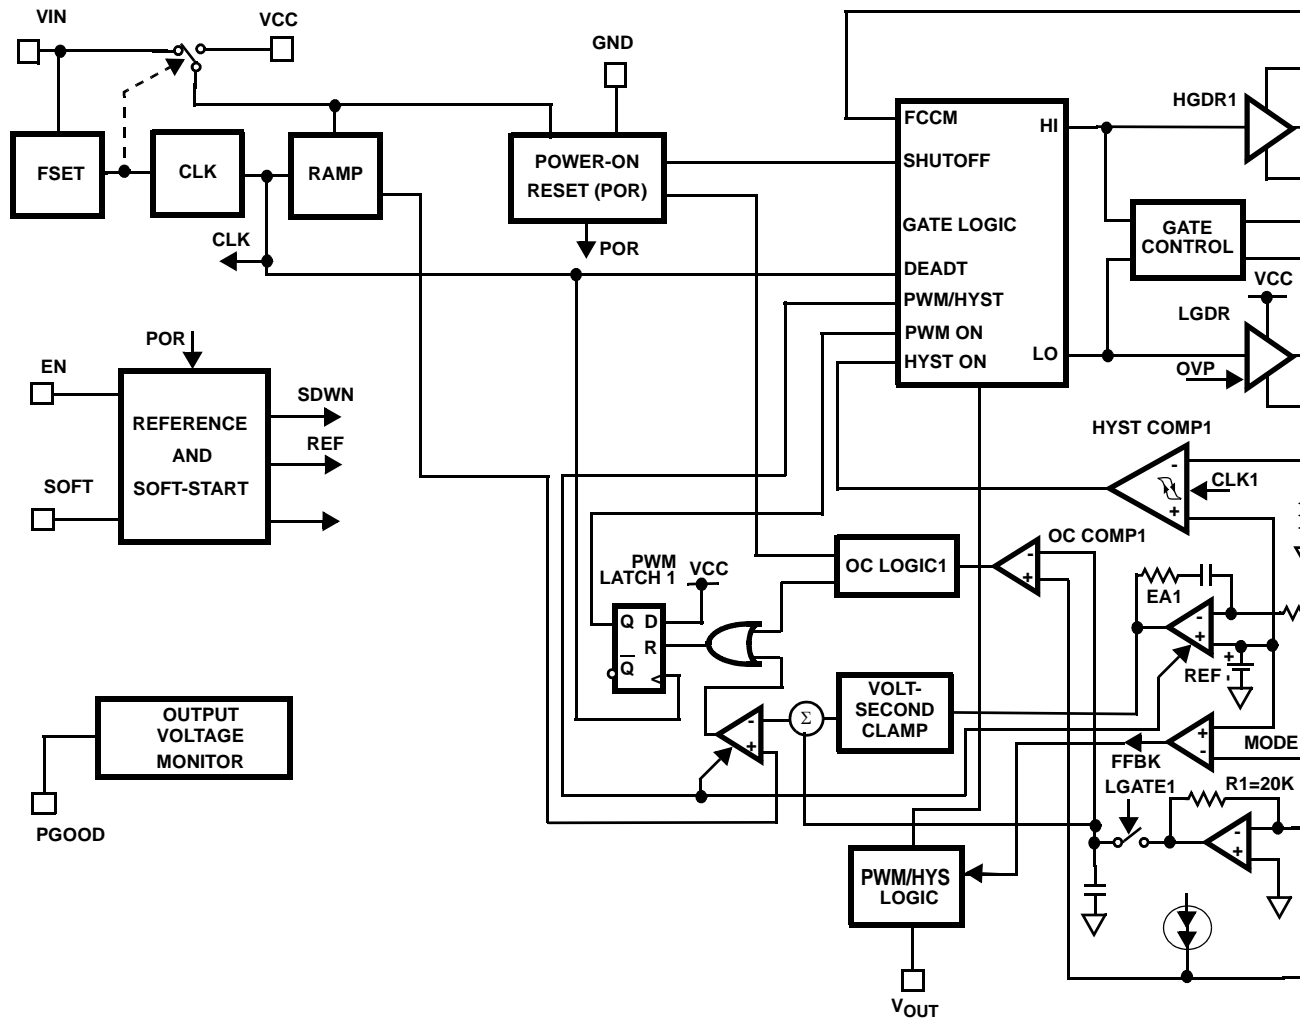 VIN
VCC
GND
FSET
CLK
RAMP
POWER-ON
RESET (POR)
CLK
POR
FCCM
HI
SHUTOFF
GATE LOGIC
DEADT
PWM/HYST
PWM ON
HYST ON
LO
HGDR1
GATE
CONTROL
VCC
LGDR
OVP
POR
EN
SOFT
REFERENCE
AND
SOFT-START
SDWN
REF
HYST COMP1
-
+
CLK1
OC COMP1
-
+
OC LOGIC1
PWM
LATCH 1
VCC
Q D
R
Q
<
EA1
-
+
REF
+
-
VOLT-
SECOND
CLAMP
Σ
-
+
OUTPUT
VOLTAGE
MONITOR
PGOOD
+
-
MODE
FFBK
LGATE1
R1=20K
-
+
PWM/HYS
LOGIC
VOUT